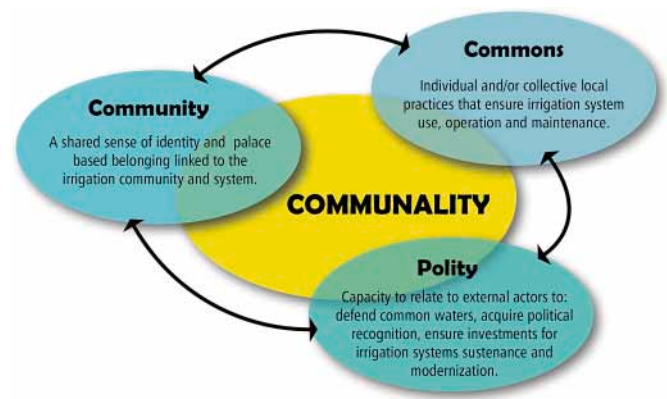 Commons
Individual and/or collective local
practices that ensure irrigation system
use, operation and maintenance.
Community
A shared sense of identity and palace
based belonging linked to the
irrigation community and system.
COMMUNALITY
Polity
Capacity to relate to external actors to:
defend common waters, acquire political
recognition, ensure investments for
irrigation systems sustenance and
modernization.